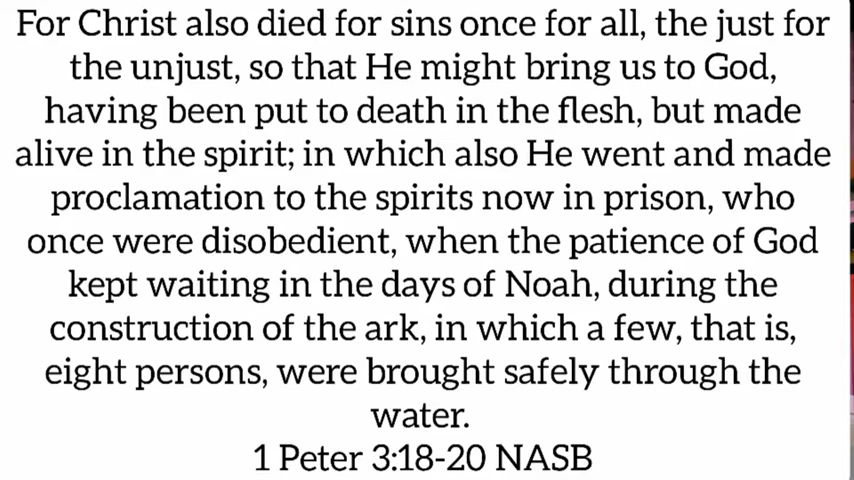 For Christ also died for sins once for all, the just for
the unjust, so that He might bring us to God,
having been put to death in the flesh, but made
alive in the spirit; in which also He went and made
proclamation to the spirits now in prison, who
once were disobedient, when the patience of God
kept waiting in the days of Noah, during the
construction of the ark, in which a few, that is,
eight persons, were brought safely through the
water.
1 Peter 3:18-20 NASB